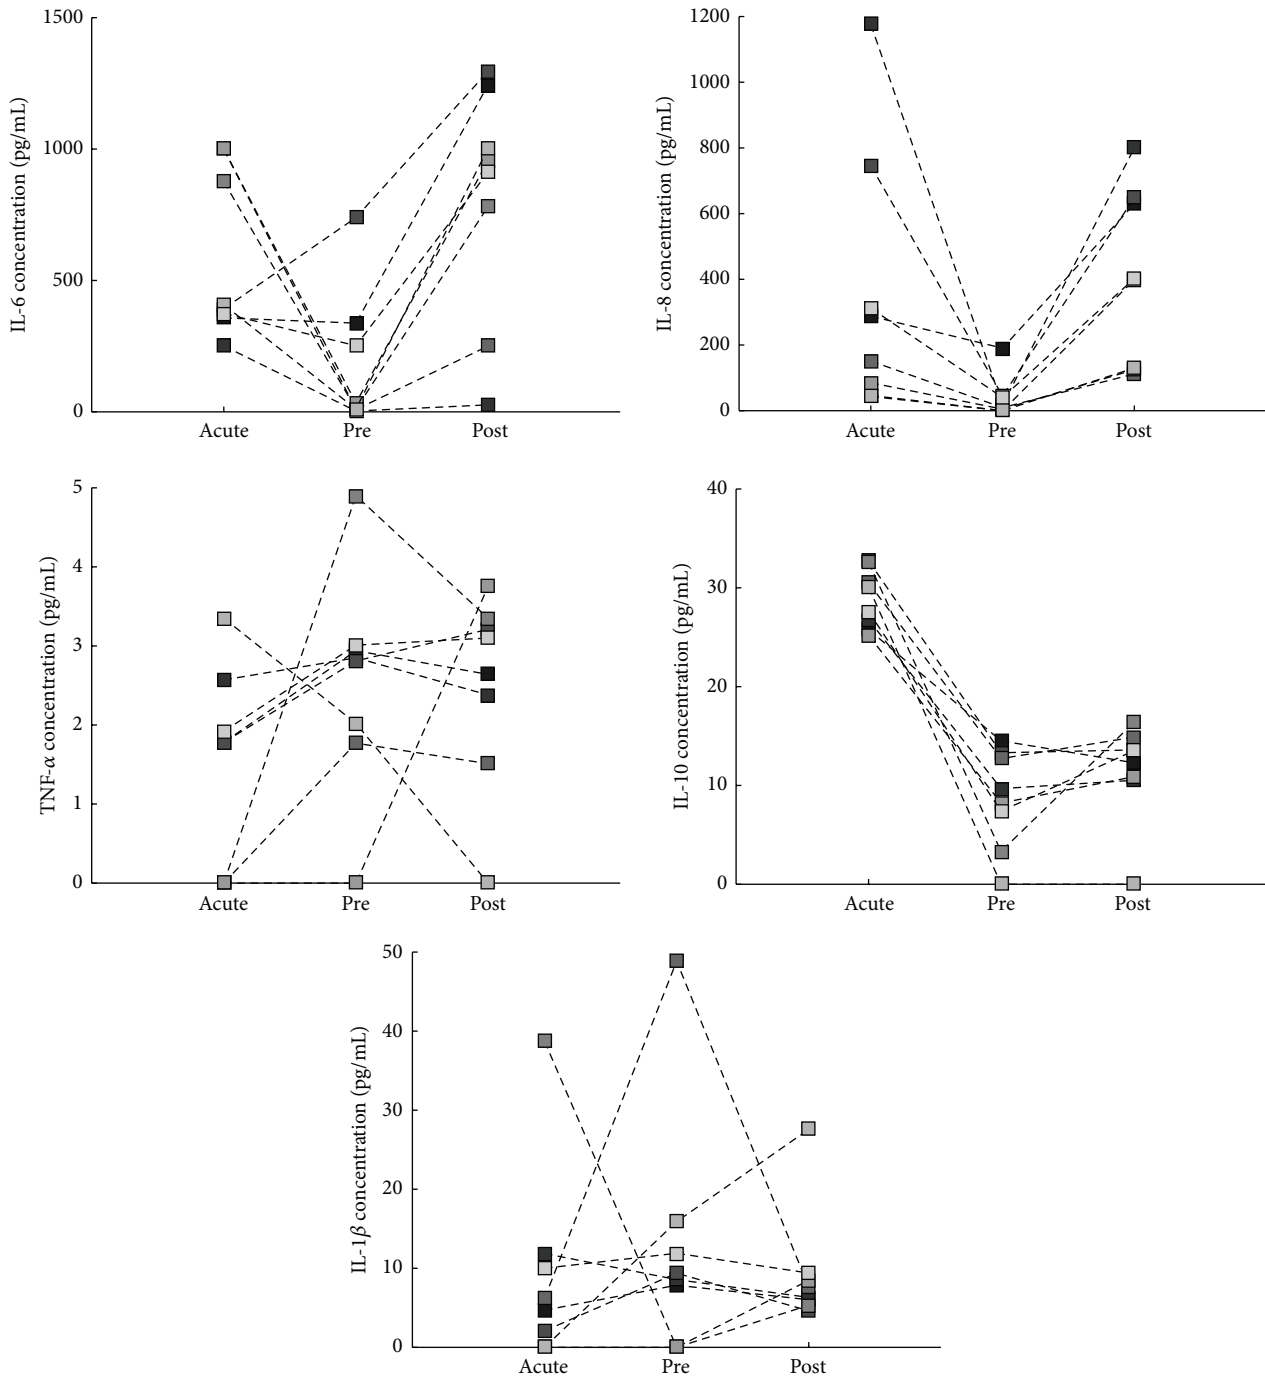 IL-6 concentration (pg/mL)
1500
1000
500
0
Acute Pre Post
IL-8 concentration (pg/mL)
1200
1000
800
600
400
200
0
Acute Pre Post
TNF-α concentration (pg/mL)
5
4
3
2
1
0
Acute Pre Post
IL-10 concentration (pg/mL)
40
30
20
10
0
Acute Pre Post
IL-1β concentration (pg/mL)
50
40
30
20
10
0
Acute Pre Post